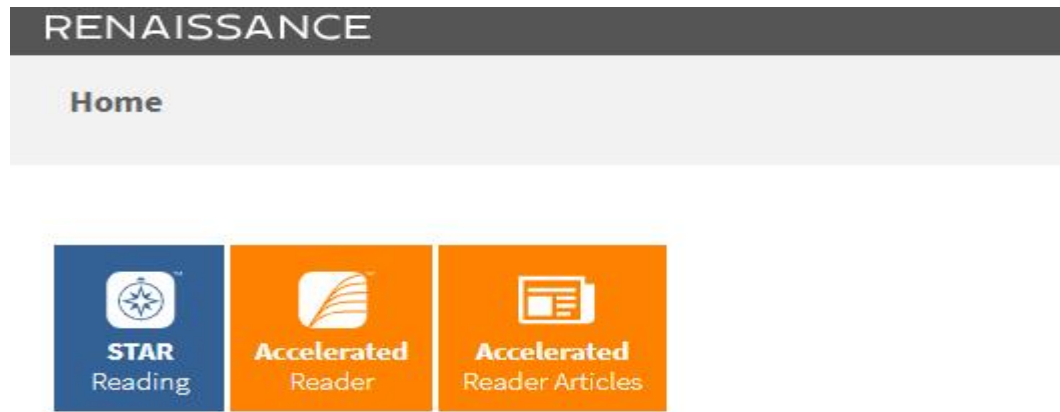 RENAISSANCE
Home
STAR
Reading
Accelerated
Reader
Accelerated
Reader Articles